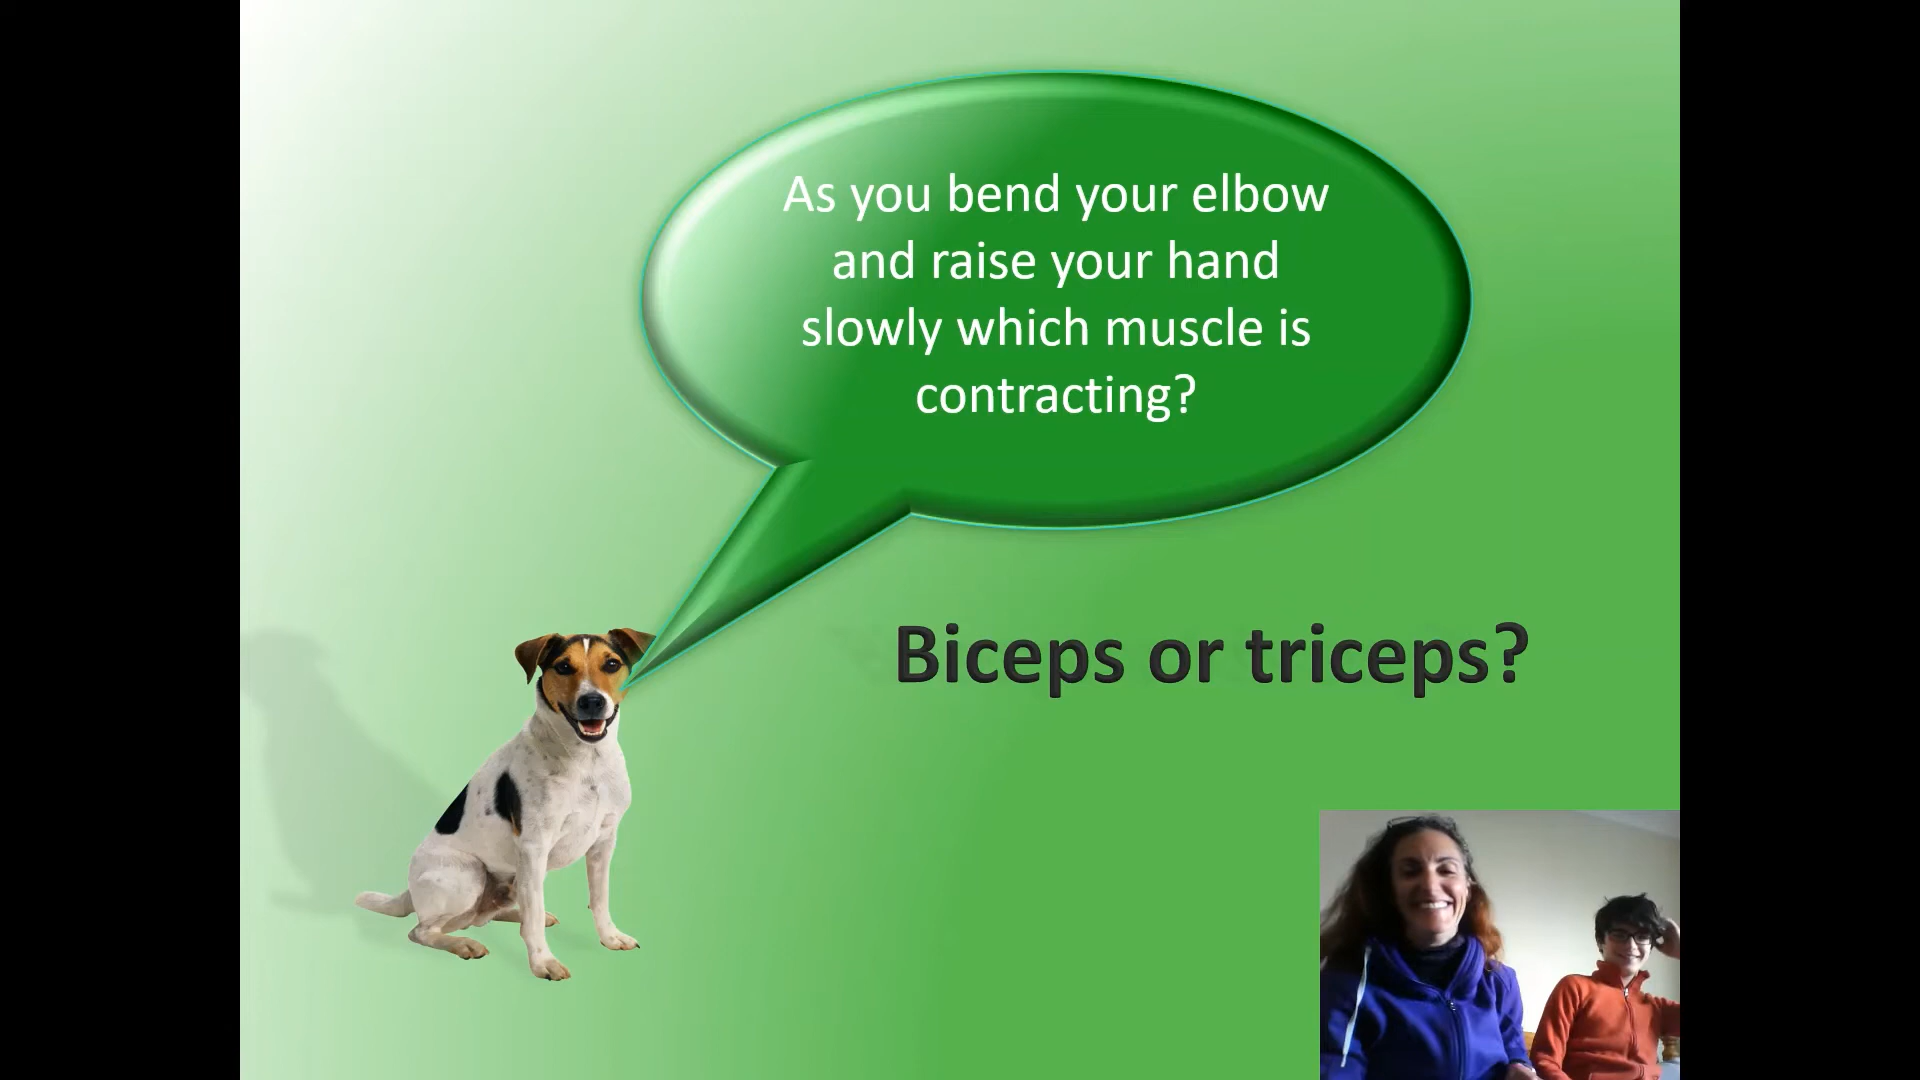 As you bend your elbow
and raise your hand
slowly which muscle is
contracting?
Biceps or triceps?